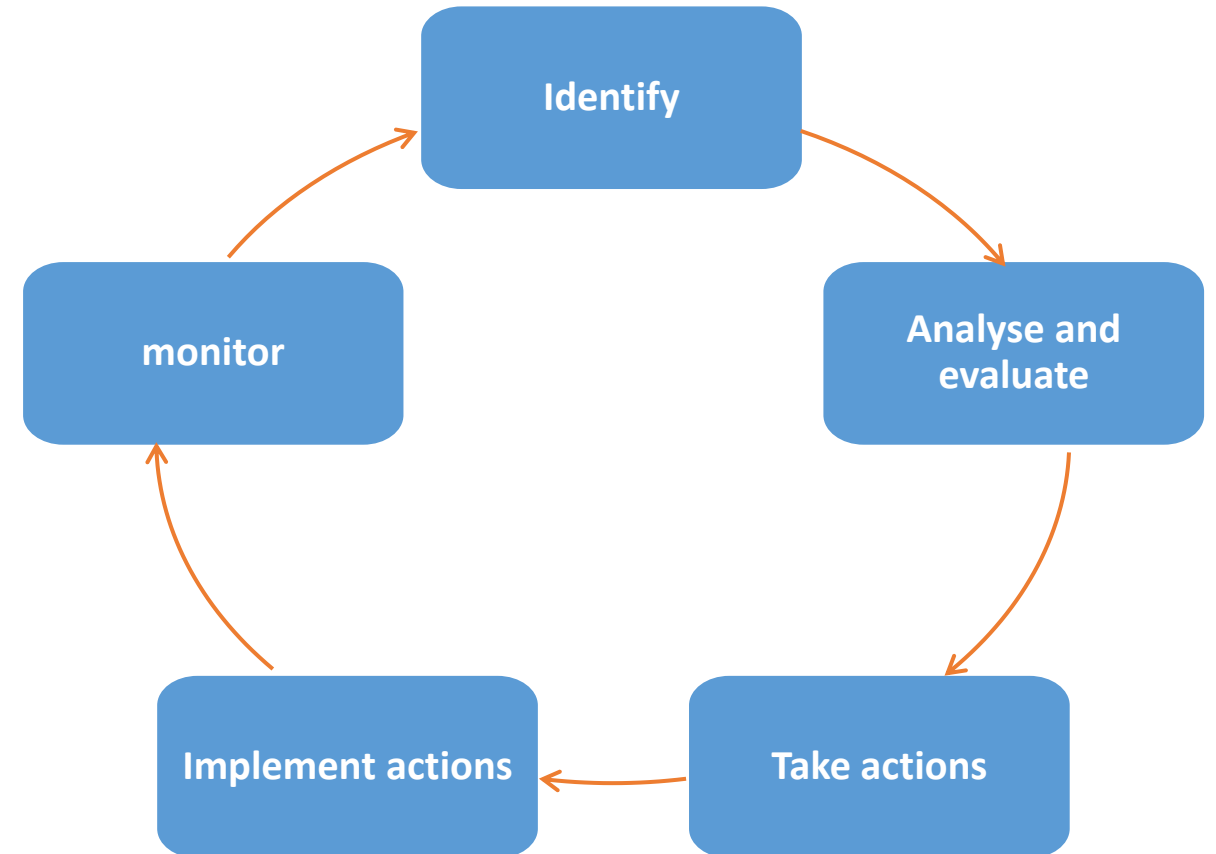 Identify
Analyse and
evaluate
Take actions
Implement actions
monitor